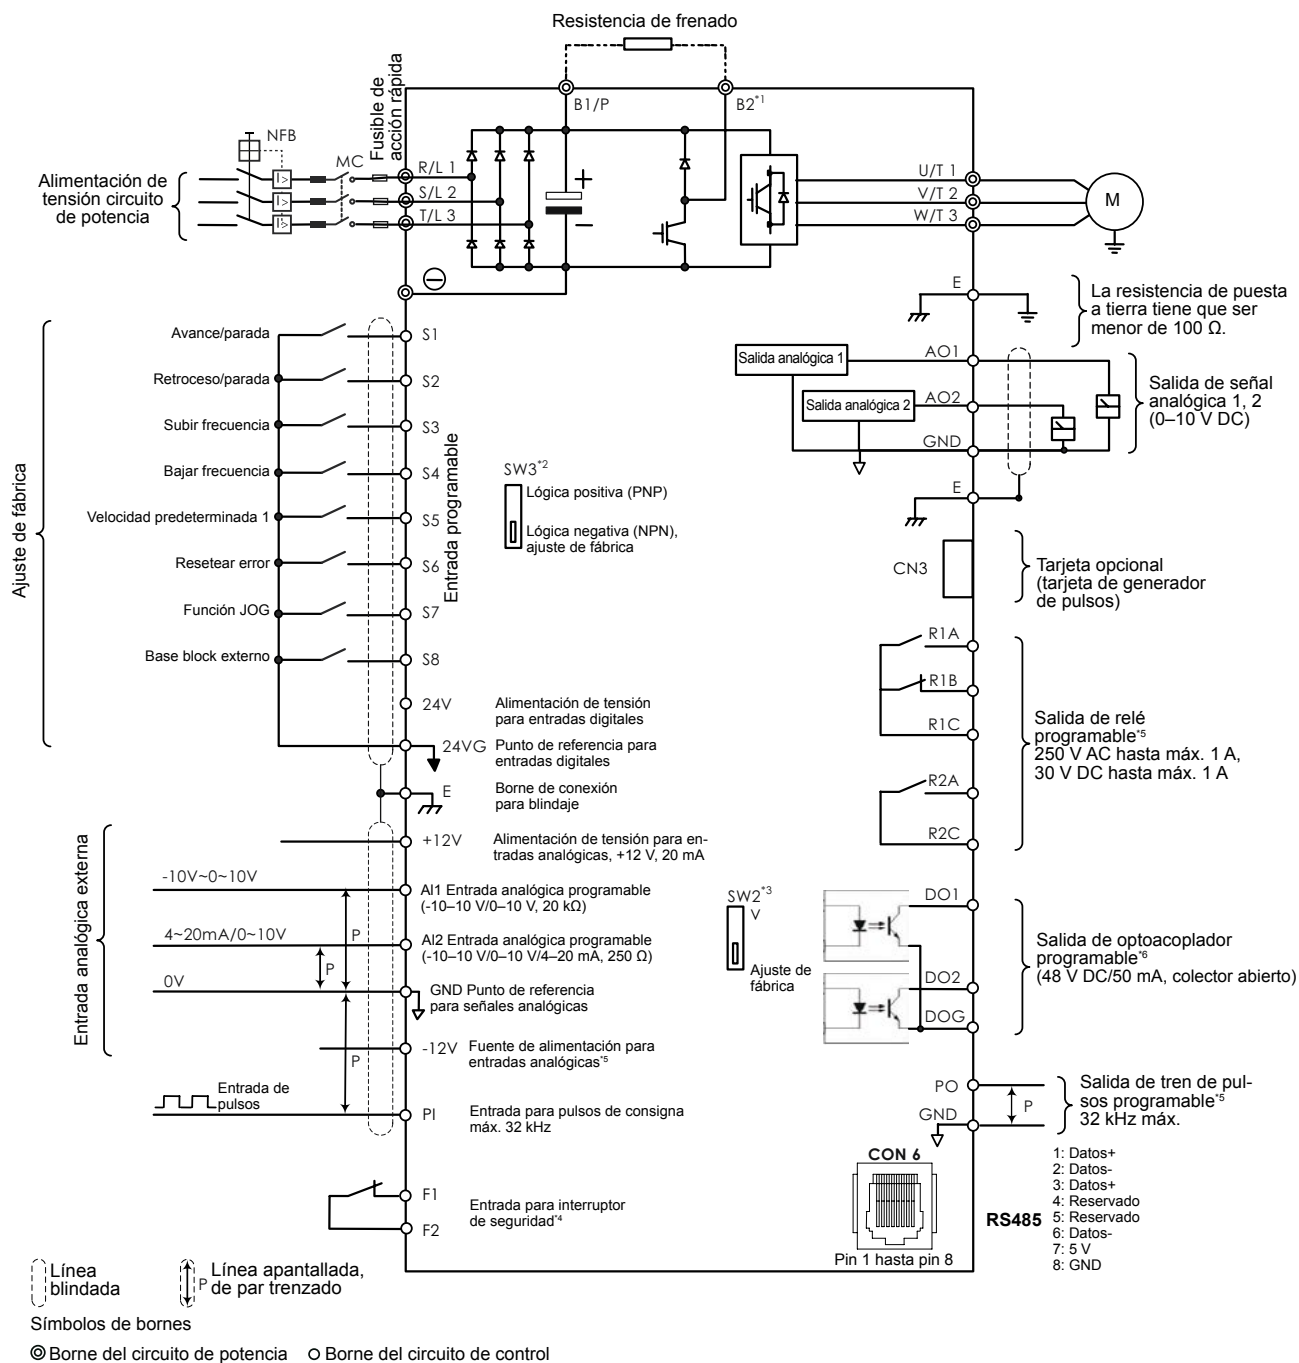 Resistencia de frenado
Fusible de
acción rápida
B1/P
B2*1
NFB
MC
R/L 1
S/L 2
T/L 3
Alimentación de
tensión circuito
de potencia
+
−
U/T 1
V/T 2
W/T 3
M
E
La resistencia de puesta
a tierra tiene que ser
menor de 100 Ω.
Ajuste de fábrica
Avance/parada
S1
Retroceso/parada
S2
Subir frecuencia
S3
Bajar frecuencia
S4
Velocidad predeterminada 1
S5
Resetear error
S6
Función JOG
S7
Base block externo
S8
Entrada programable
SW3*2
Lógica positiva (PNP)
Lógica negativa (NPN),
ajuste de fábrica
24V
Alimentación de tensión
para entradas digitales
24VG
Punto de referencia para
entradas digitales
E
Borne de conexión
para blindaje
Salida analógica 1
AO1
Salida analógica 2
AO2
GND
E
Salida de señal
analógica 1, 2
(0–10 V DC)
CN3
Tarjeta opcional
(tarjeta de generador
de pulsos)
R1A
R1B
R1C
R2A
R2C
Salida de relé
programable*5
250 V AC hasta máx. 1 A,
30 V DC hasta máx. 1 A
Entrada analógica externa
+12V
Alimentación de tensión para en-
tradas analógicas, +12 V, 20 mA
-10V~0~10V
AI1 Entrada analógica programable
(-10–10 V/0–10 V, 20 kΩ)
P
4~20mA/0~10V
AI2 Entrada analógica programable
(-10–10 V/0–10 V/4–20 mA, 250 Ω)
P
0V
GND Punto de referencia
para señales analógicas
-12V
Fuente de alimentación para
entradas analógicas*5
P
Entrada de
pulsos
PI
Entrada para pulsos de consigna
máx. 32 kHz
SW2*3
V
I
Ajuste de
fábrica
DO1
DO2
DOG
Salida de optoacoplador
programable*6
(48 V DC/50 mA, colector abierto)
PO
P
GND
Salida de tren de pul-
sos programable*5
32 kHz máx.
F1
F2
Entrada para interruptor
de seguridad*4
CON 6
Pin 1 hasta pin 8
RS485
1: Datos+
2: Datos-
3: Datos+
4: Reservado
5: Reservado
6: Datos-
7: 5 V
8: GND
Línea
blindada
P
Línea apantallada,
de par trenzado
Símbolos de bornes
Borne del circuito de potencia
Borne del circuito de control